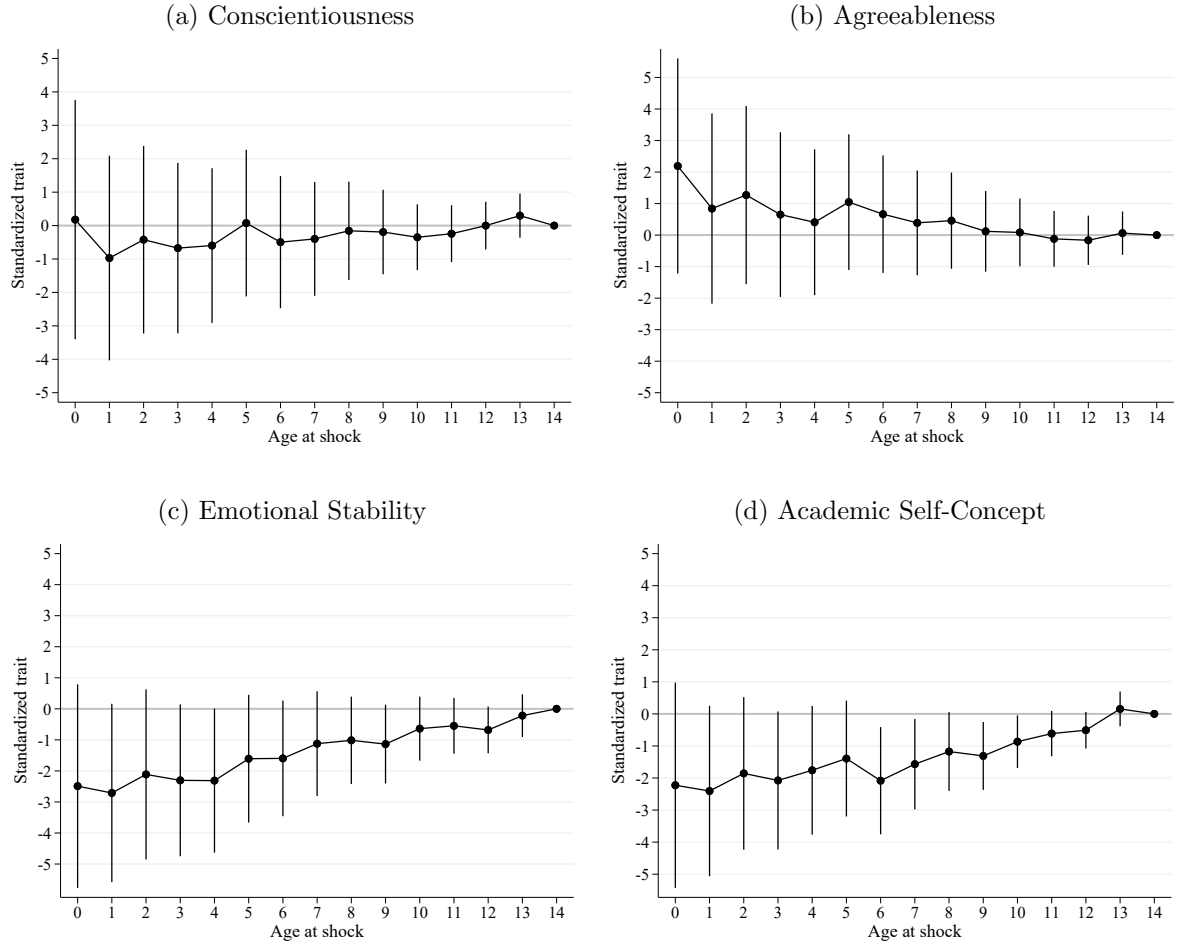 (a) Conscientiousness
5
4
3
2
1
0
-1
-2
-3
-4
-5
Standardized trait
0 1 2 3 4 5 6 7 8 9 10 11 12 13 14
Age at shock
(b) Agreeableness
5
4
3
2
1
0
-1
-2
-3
-4
-5
Standardized trait
0 1 2 3 4 5 6 7 8 9 10 11 12 13 14
Age at shock
(c) Emotional Stability
5
4
3
2
1
0
-1
-2
-3
-4
-5
Standardized trait
0 1 2 3 4 5 6 7 8 9 10 11 12 13 14
Age at shock
(d) Academic Self-Concept
5
4
3
2
1
0
-1
-2
-3
-4
-5
Standardized trait
0 1 2 3 4 5 6 7 8 9 10 11 12 13 14
Age at shock